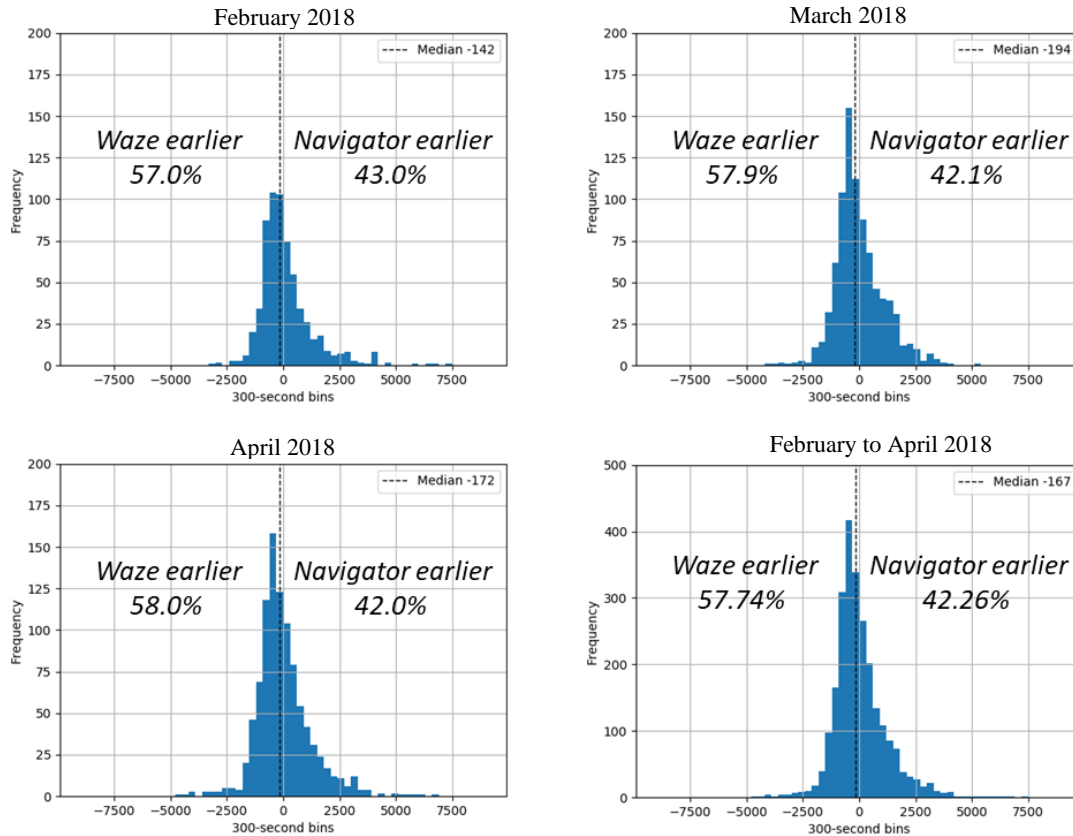 February 2018
200
175
150
125
100
75
50
25
0
Frequency
Median -142
Waze earlier
57.0%
Navigator earlier
43.0%
−7500 −5000 −2500 0 2500 5000 7500
300-second bins
March 2018
200
175
150
125
100
75
50
25
0
Frequency
Median -194
Waze earlier
57.9%
Navigator earlier
42.1%
−7500 −5000 −2500 0 2500 5000 7500
300-second bins
April 2018
200
175
150
125
100
75
50
25
0
Frequency
Median -172
Waze earlier
58.0%
Navigator earlier
42.0%
−7500 −5000 −2500 0 2500 5000 7500
300-second bins
February to April 2018
500
400
300
200
100
0
Frequency
Median -167
Waze earlier
57.74%
Navigator earlier
42.26%
−7500 −5000 −2500 0 2500 5000 7500
300-second bins